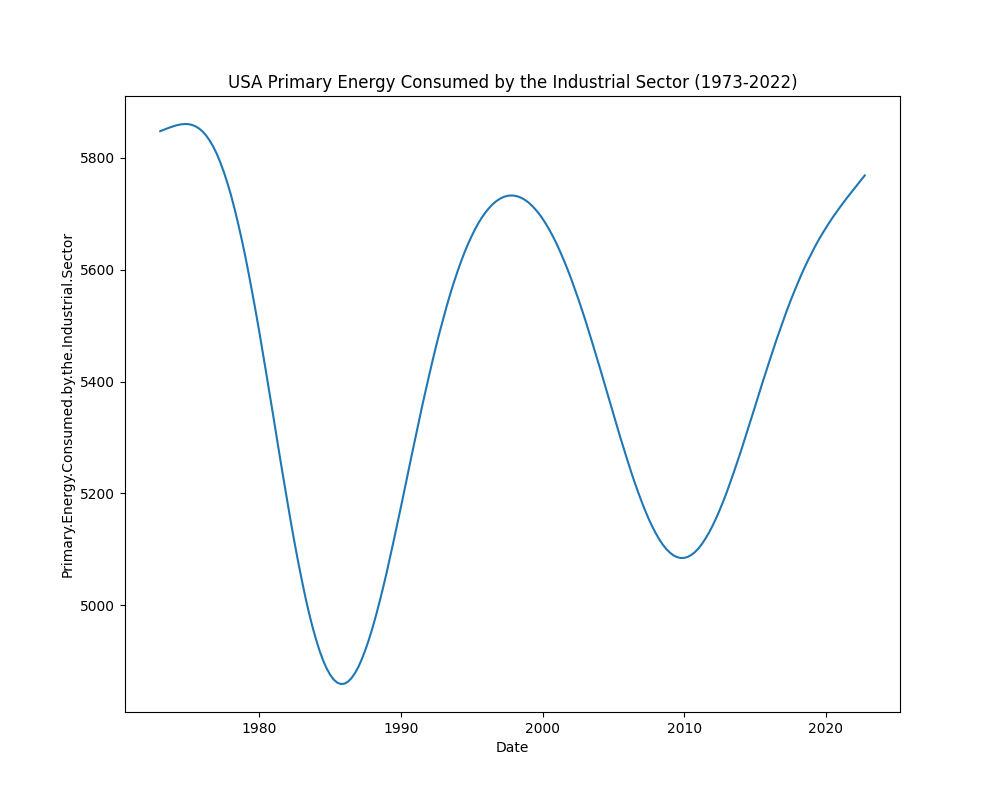 USA Primary Energy Consumed by the Industrial Sector (1973-2022)
Primary.Energy.Consumed.by.the.Industrial.Sector
5800
5600
5400
5200
5000
1980 1990 2000 2010 2020
Date